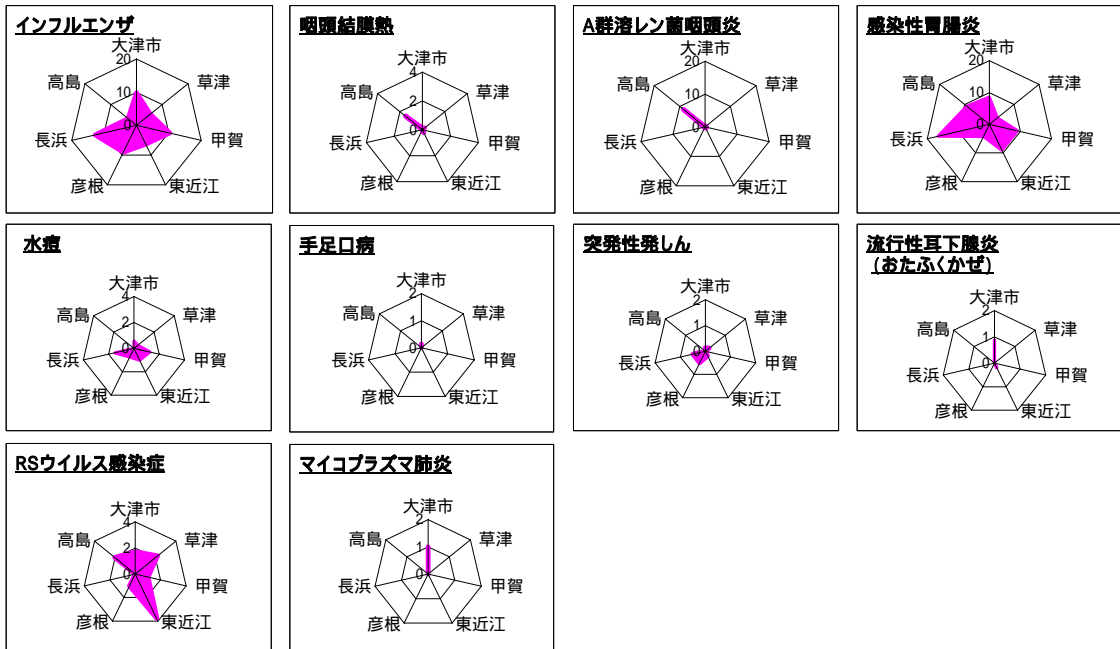 インフルエンザ
大津市
20
草津
10
0
甲賀
東近江
彦根
長浜
高島
咽頭結膜熱
大津市
4
草津
2
0
甲賀
東近江
彦根
長浜
高島
A群溶レン菌咽頭炎
大津市
20
草津
10
0
甲賀
東近江
彦根
長浜
高島
感染性胃腸炎
大津市
20
草津
10
0
甲賀
東近江
彦根
長浜
高島
水痘
大津市
4
草津
2
0
甲賀
東近江
彦根
長浜
高島
手足口病
大津市
2
草津
1
0
甲賀
東近江
彦根
長浜
高島
突発性発しん
大津市
2
草津
1
0
甲賀
東近江
彦根
長浜
高島
流行性耳下腺炎
(おたふくかぜ)
大津市
2
草津
1
0
甲賀
東近江
彦根
長浜
高島
RSウイルス感染症
大津市
4
草津
2
0
甲賀
東近江
彦根
長浜
高島
マイコプラズマ肺炎
大津市
2
草津
1
0
甲賀
東近江
彦根
長浜
高島